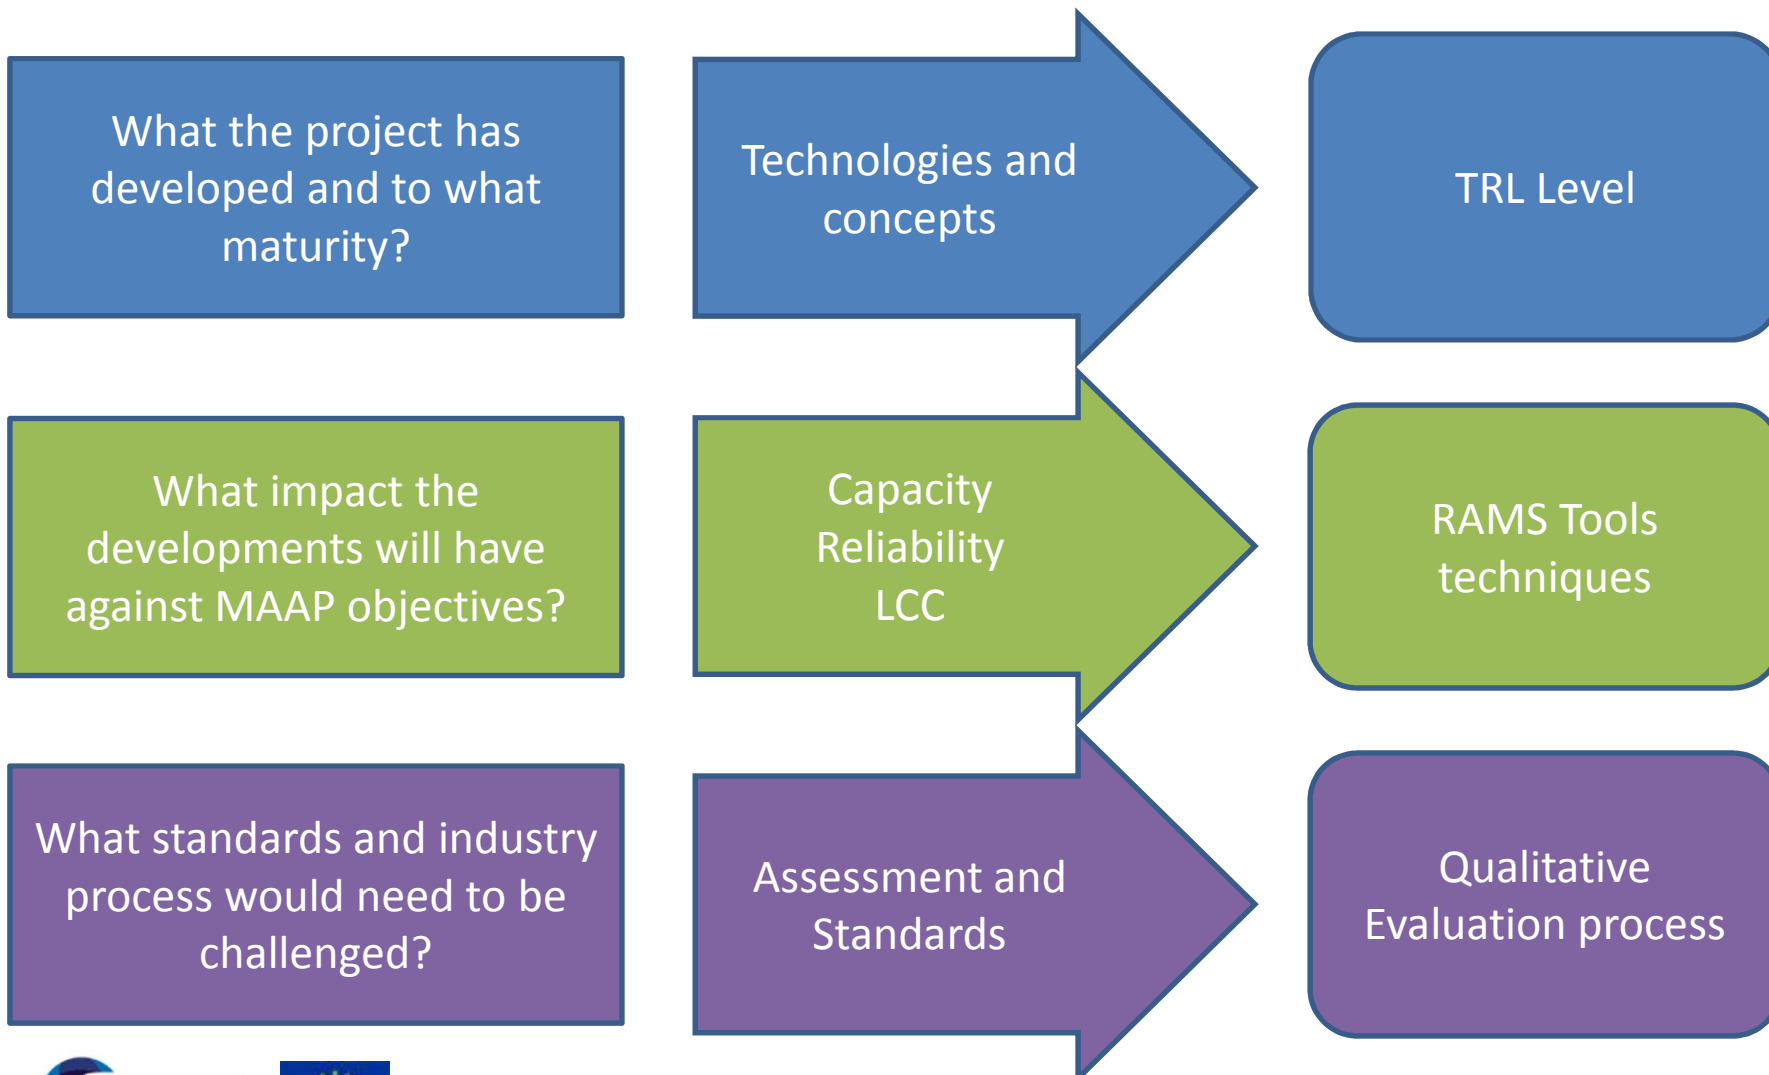 What the project has
developed and to what
maturity?
Technologies and
concepts
TRL Level
What impact the
developments will have
against MAAP objectives?
Capacity
Reliability
LCC
RAMS Tools
techniques
What standards and industry
process would need to be
challenged?
Assessment and
Standards
Qualitative
Evaluation process